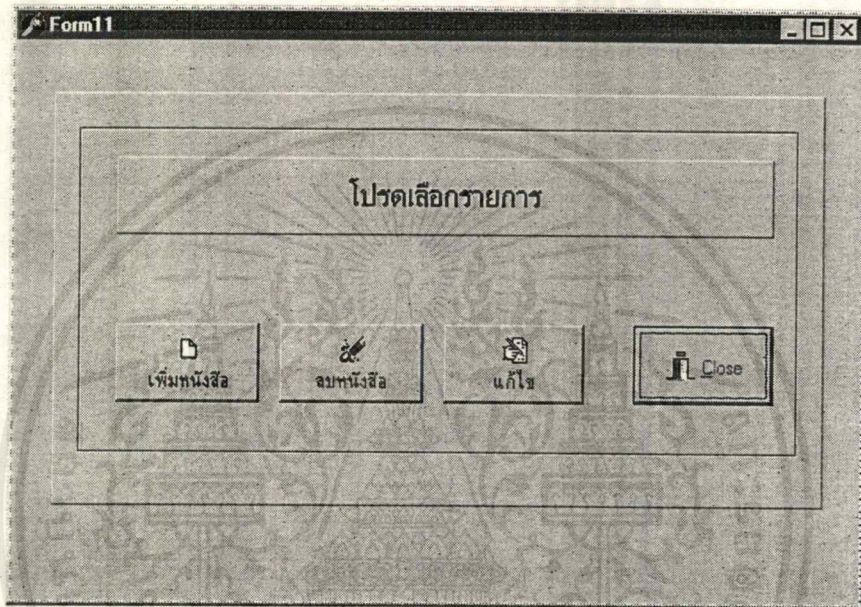 Form11
โปรดเลือกรายการ
เพิ่มหนังสือ
ลบหนังสือ
แก้ไข
Close